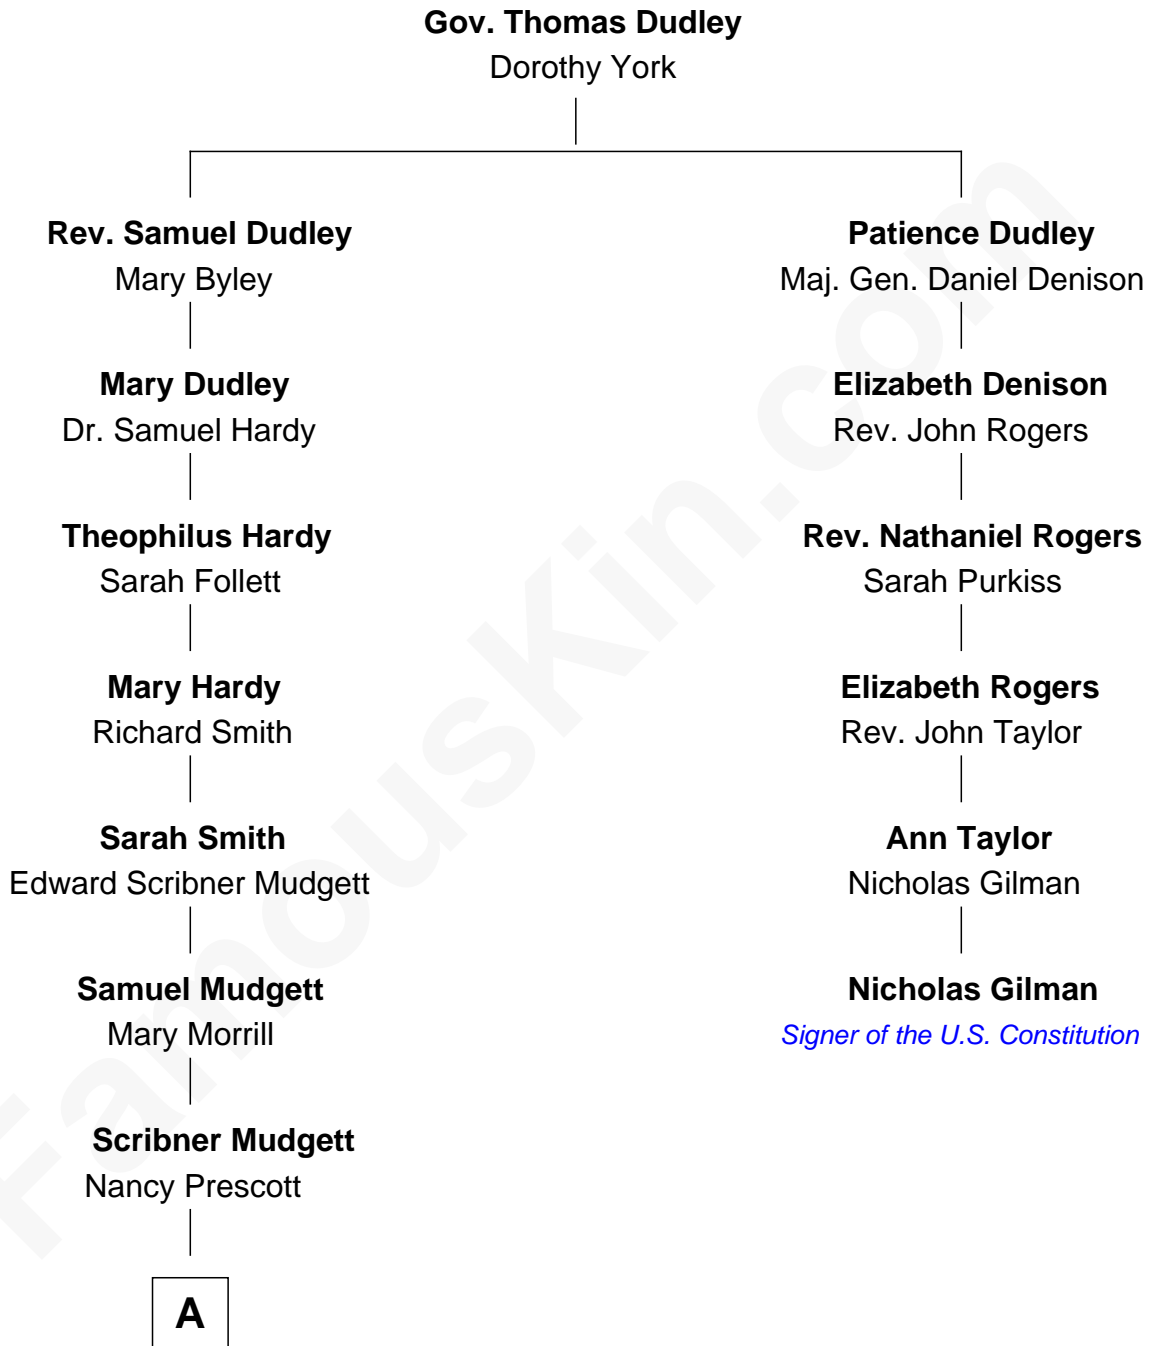 Gov. Thomas Dudley
Dorothy York
Rev. Samuel Dudley
Mary Byley
Mary Dudley
Dr. Samuel Hardy
Theophilus Hardy
Sarah Follett
Mary Hardy
Richard Smith
Sarah Smith
Edward Scribner Mudgett
Samuel Mudgett
Mary Morrill
Scribner Mudgett
Nancy Prescott
A
Patience Dudley
Maj. Gen. Daniel Denison
Elizabeth Denison
Rev. John Rogers
Rev. Nathaniel Rogers
Sarah Purkiss
Elizabeth Rogers
Rev. John Taylor
Ann Taylor
Nicholas Gilman
Nicholas Gilman
Signer of the U.S. Constitution
FamousKin.com